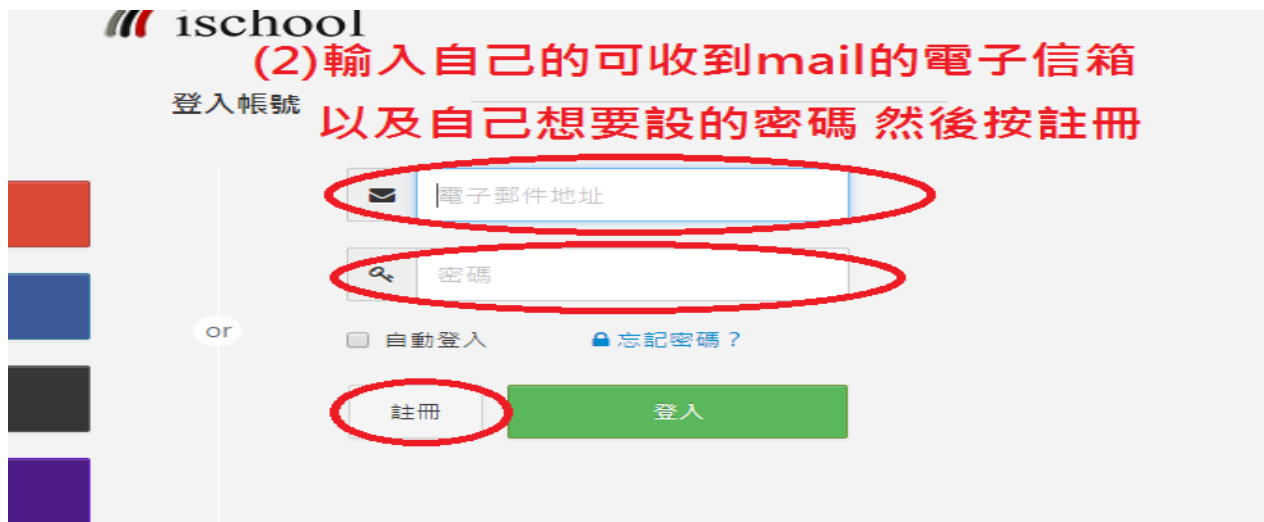 ischool
(2)輸入自己的可收到mail的電子信箱
登入帳號
以及自己想要設的密碼 然後按註冊
電子郵件地址
密碼
or
自動登入 忘記密碼？
註冊 登入